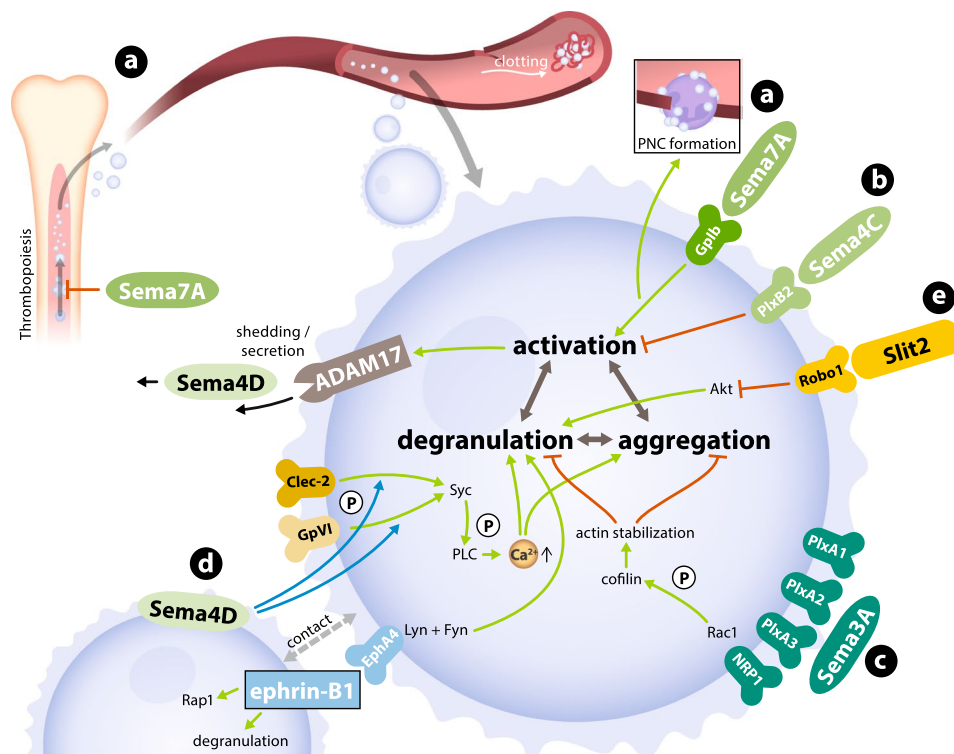 a
clotting
a
PNC formation
Sema7A
GpIb
b
Sema4C
PlxB2
Thrombopoiesis
Sema7A
e
Slit2
Robo1
shedding /
secretion
ADAM17
Sema4D
activation
Akt
degranulation
aggregation
Clec-2
P
Syc
GpVI
P
PLC
Ca²⁺
actin stabilization
cofilin
P
Rac1
PlxA1
PlxA2
PlxA3
NRP1
Sema3A
c
d
Sema4D
contact
Lyn + Fyn
EphA4
ephrin-B1
Rap1
degranulation